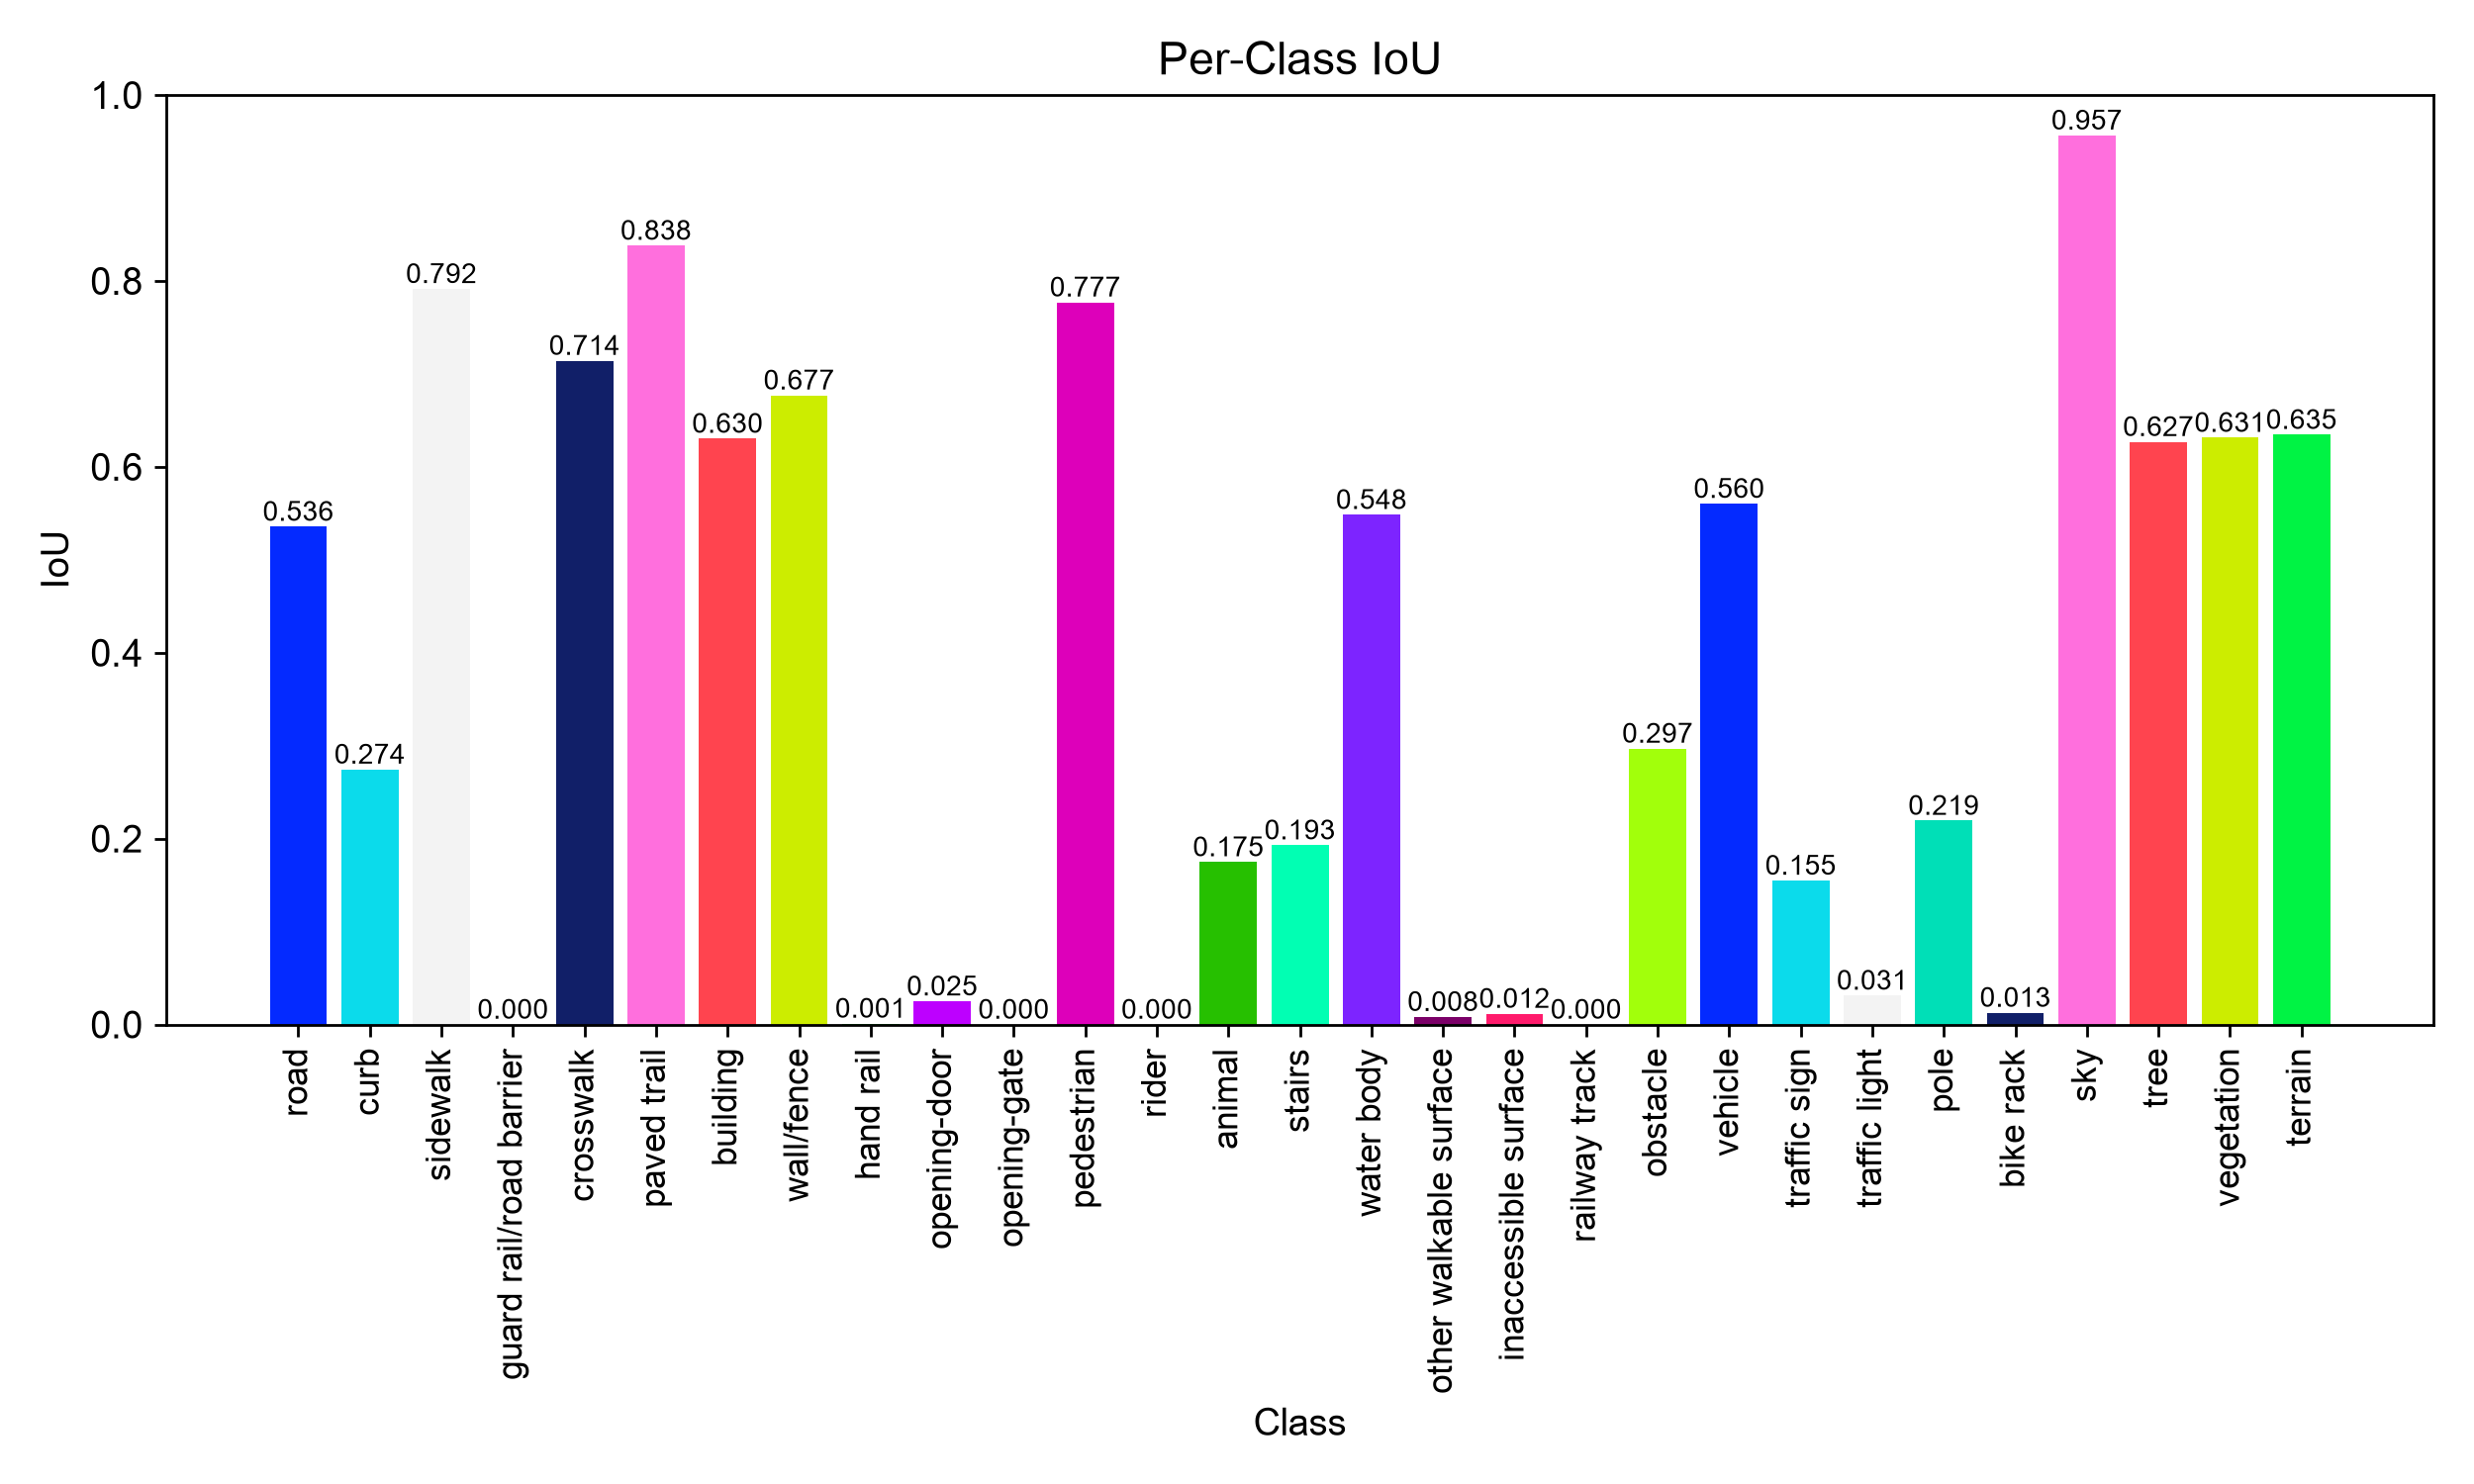 Per-Class IoU
IoU
1.0
0.8
0.6
0.4
0.2
0.0
0.536
0.274
0.792
0.000
0.714
0.838
0.630
0.677
0.001
0.025
0.000
0.777
0.000
0.175
0.193
0.548
0.008
0.012
0.000
0.297
0.560
0.155
0.031
0.219
0.013
0.957
0.627
0.631
0.635
road
curb
sidewalk
guard rail/road barrier
crosswalk
paved trail
building
wall/fence
hand rail
opening-door
opening-gate
pedestrian
rider
animal
stairs
water body
other walkable surface
inaccessible surface
railway track
obstacle
vehicle
traffic sign
traffic light
pole
bike rack
sky
tree
vegetation
terrain
Class